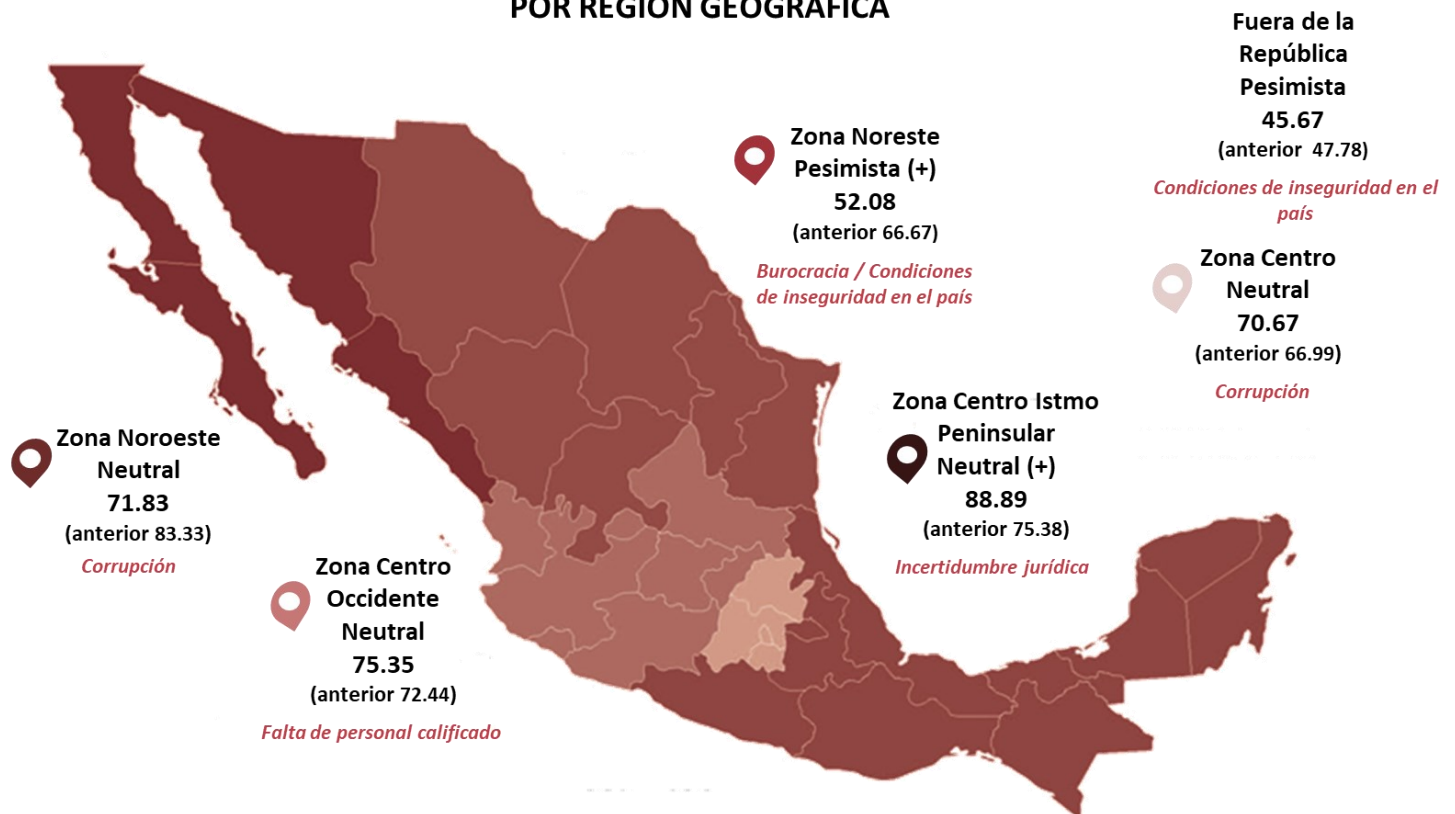 POR REGIÓN GEOGRÁFICA
Fuera de la
República
Pesimista
45.67
(anterior 47.78)
Condiciones de inseguridad en el
país
Zona Noreste
Pesimista (+)
52.08
(anterior 66.67)
Burocracia / Condiciones
de inseguridad en el país
Zona Centro
Neutral
70.67
(anterior 66.99)
Corrupción
Zona Centro Istmo
Peninsular
Neutral (+)
88.89
(anterior 75.38)
Incertidumbre jurídica
Zona Noroeste
Neutral
71.83
(anterior 83.33)
Corrupción
Zona Centro
Occidente
Neutral
75.35
(anterior 72.44)
Falta de personal calificado